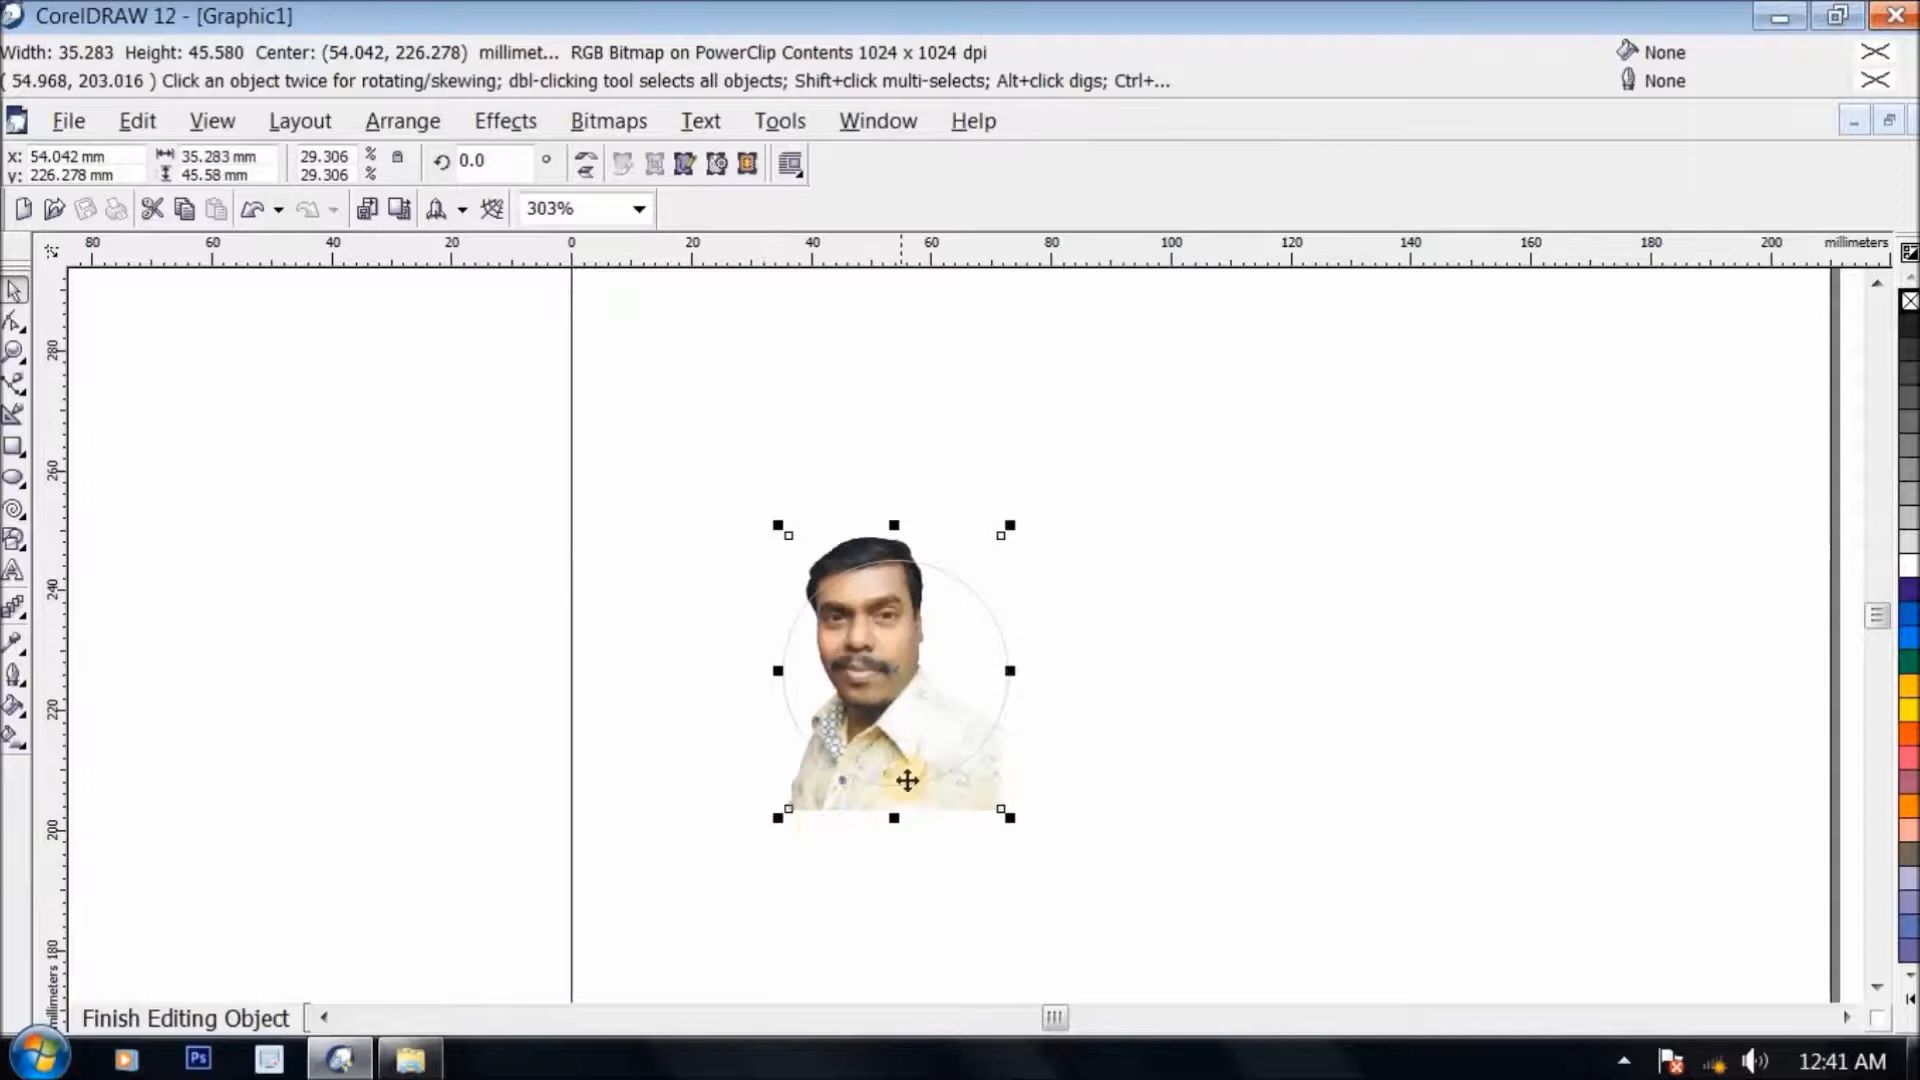 CorelDRAW 12 - [Graphic1]
Width: 35.283 Height: 45.580 Center: (54.042, 226.278) millimet... RGB Bitmap on PowerClip Contents 1024 x 1024 dpi
None
( 54.968, 203.016 ) Click an object twice for rotating/skewing; dbl-clicking tool selects all objects; Shift+click multi-selects; Alt+click digs; Ctrl+...
None
File Edit View Layout Arrange Effects Bitmaps Text Tools Window Help
x: 54.042 mm 35.283 mm 29.306 % 0.0 °
y: 226.278 mm 45.58 mm 29.306 %
303%
80 60 40 20 0 20 40 60 80 100 120 140 160 180 200 millimeters
280
260
240
220
200
180
millimeters
Finish Editing Object
Ps
12:41 AM